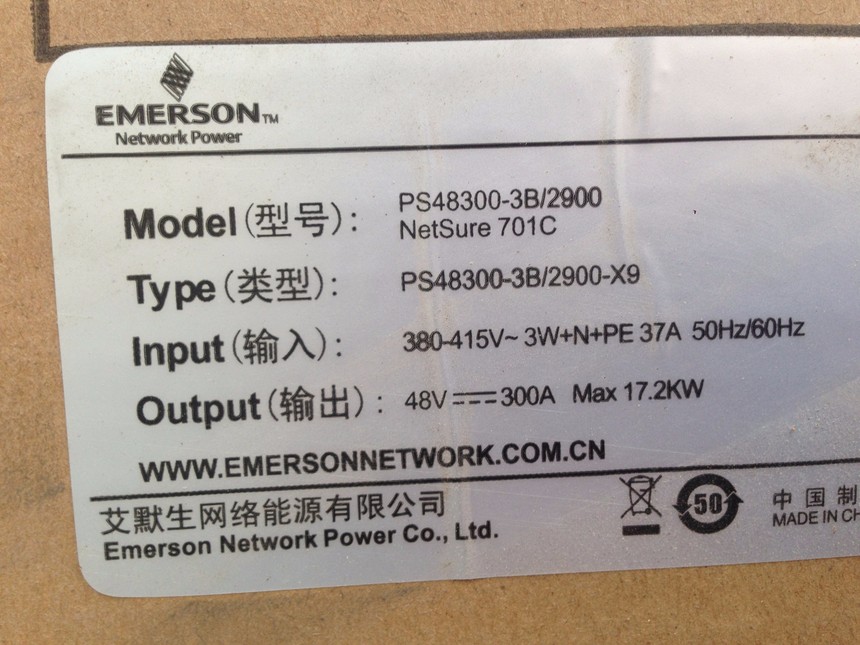 EMERSON™
Network Power
Model(型号): PS48300-3B/2900
NetSure 701C
Type(类型): PS48300-3B/2900-X9
Input(输入): 380-415V~ 3W+N+PE 37A 50Hz/60Hz
Output(输出): 48V⎓300A Max 17.2KW
WWW.EMERSONNETWORK.COM.CN
艾默生网络能源有限公司
Emerson Network Power Co., Ltd.
50
中国制
MADE IN CH